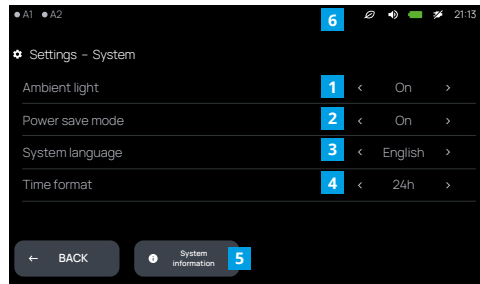 A1 A2 6 21:13
Settings – System
Ambient light 1 < On >
Power save mode 2 < On >
System language 3 < English >
Time format 4 < 24h >
← BACK
System
information
5